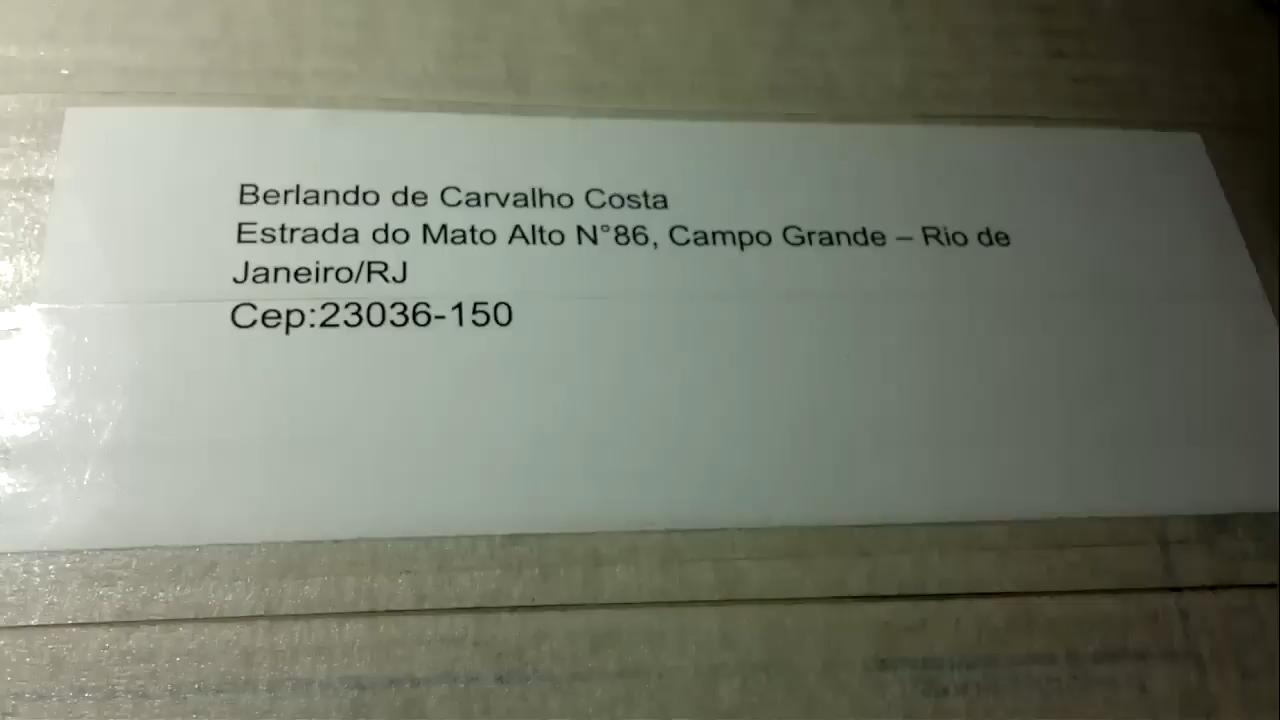 Berlando de Carvalho Costa
Estrada do Mato Alto N°86, Campo Grande – Rio de
Janeiro/RJ
Cep:23036-150